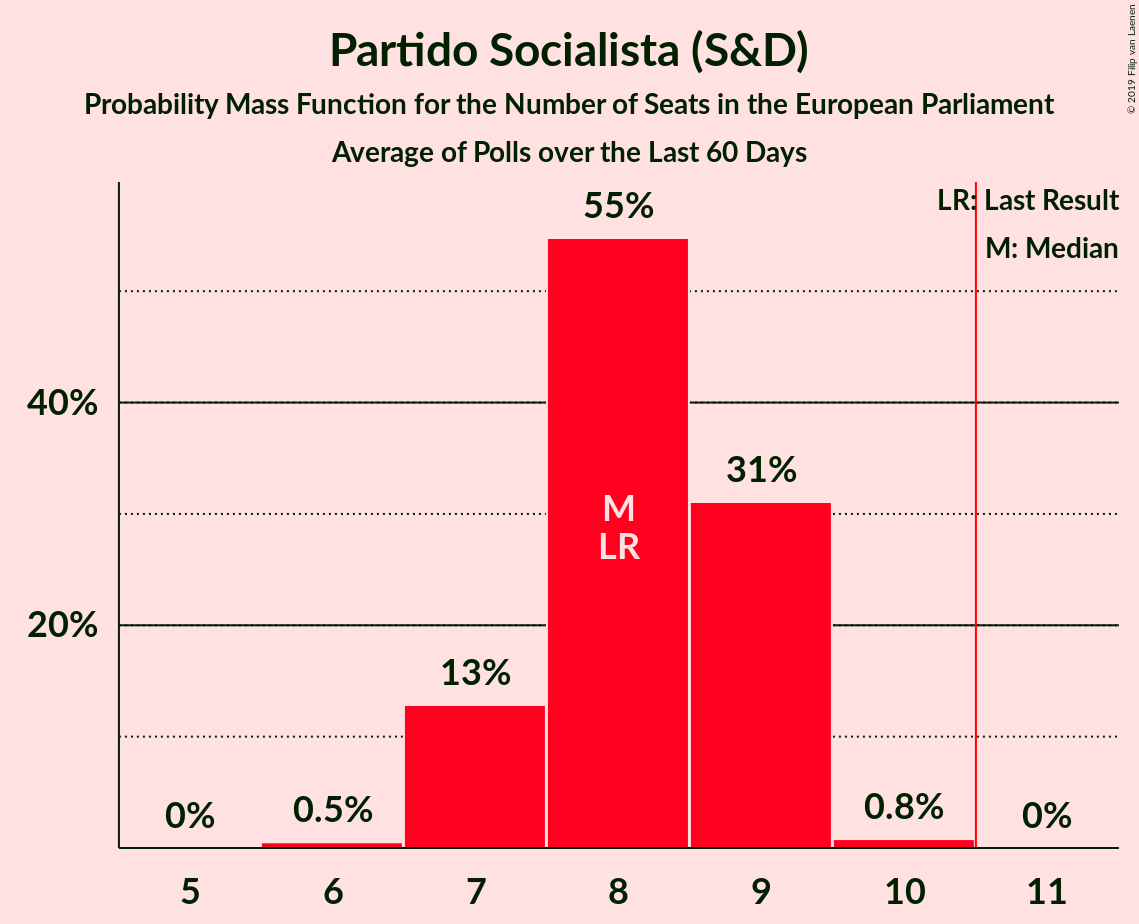 Partido Socialista (S&D)
Probability Mass Function for the Number of Seats in the European Parliament
Average of Polls over the Last 60 Days
© 2019 Filip van Laenen
LR: Last Result
M: Median
55%
40%
31%
M
LR
20%
13%
0%
0.5%
0.8%
0%
5 6 7 8 9 10 11